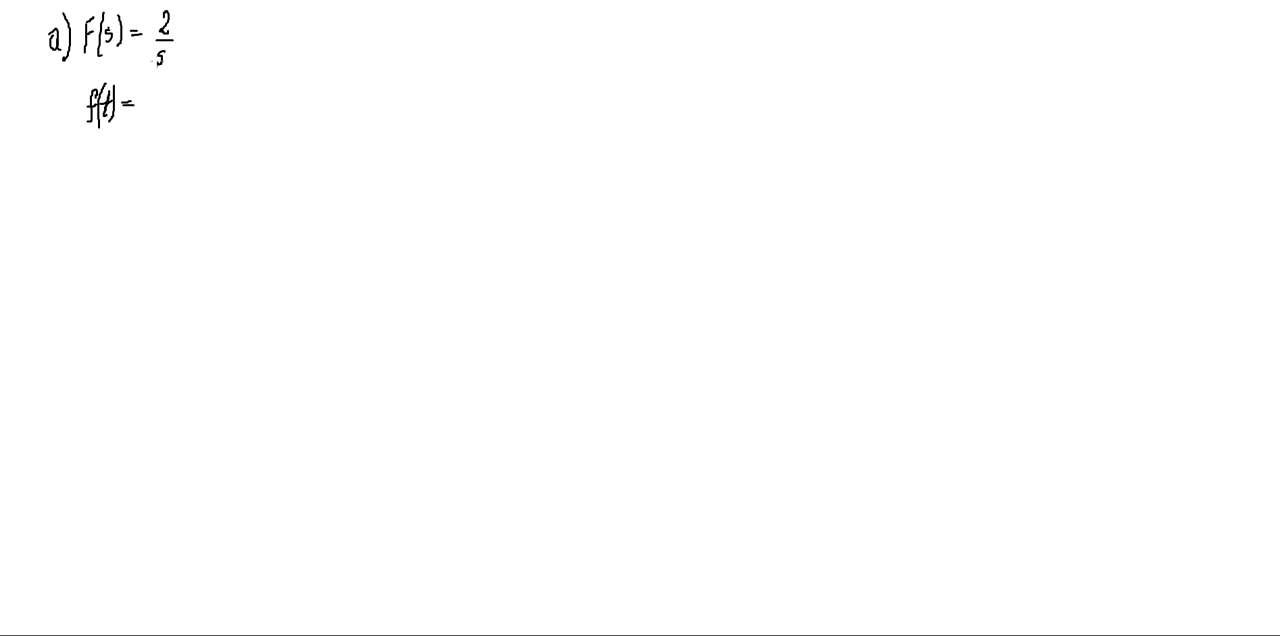 a) F(s) = 2/s
f(t) =